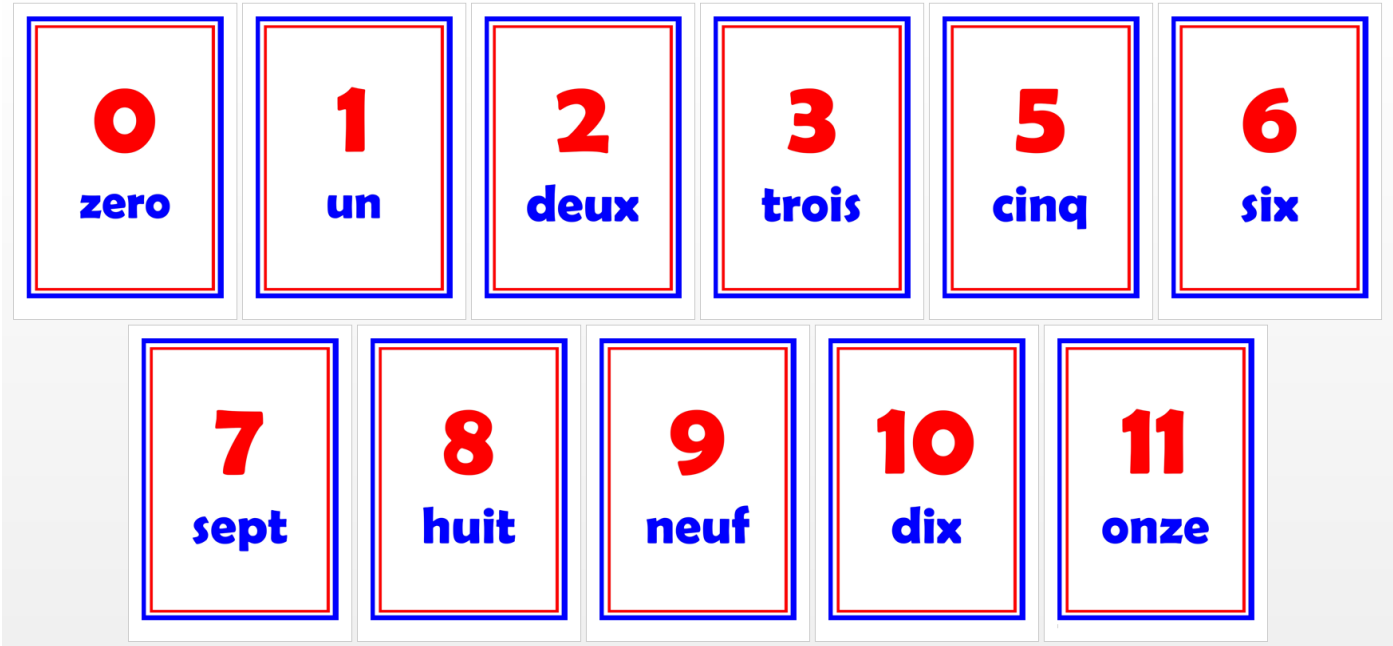 0
zero
1
un
2
deux
3
trois
5
cinq
6
six
7
sept
8
huit
9
neuf
10
dix
11
onze